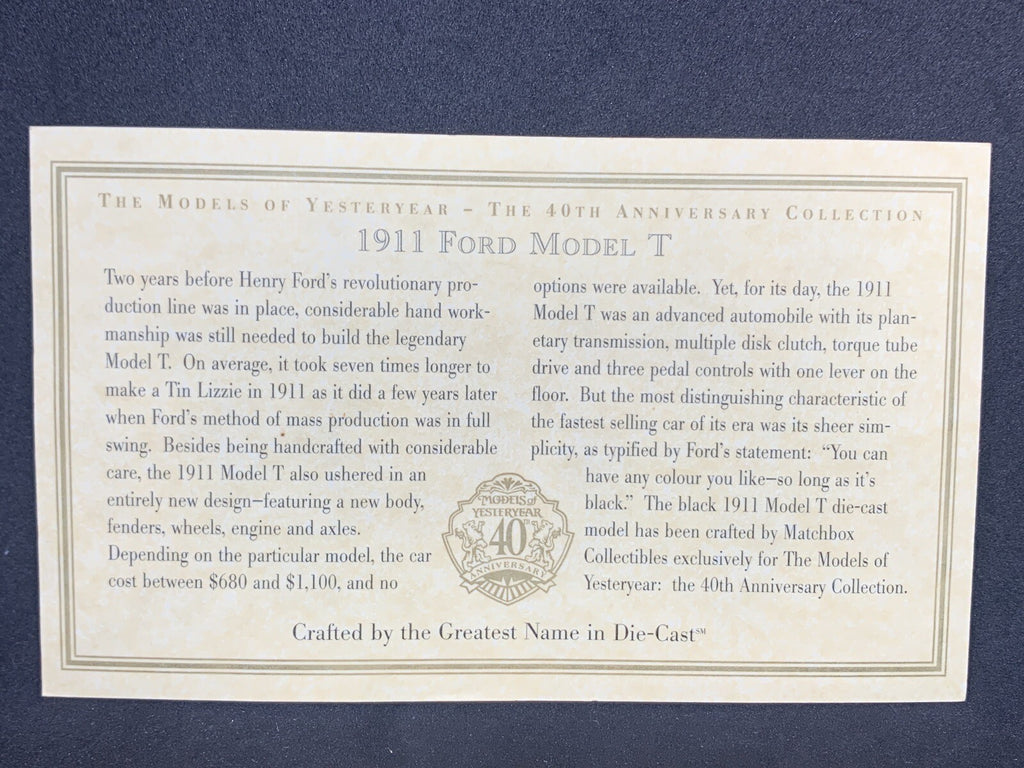 THE MODELS OF YESTERYEAR – THE 40TH ANNIVERSARY COLLECTION
1911 FORD MODEL T
Two years before Henry Ford's revolutionary pro-
duction line was in place, considerable hand work-
manship was still needed to build the legendary
Model T. On average, it took seven times longer to
make a Tin Lizzie in 1911 as it did a few years later
when Ford's method of mass production was in full
swing. Besides being handcrafted with considerable
care, the 1911 Model T also ushered in an
entirely new design–featuring a new body,
fenders, wheels, engine and axles.
Depending on the particular model, the car
cost between $680 and $1,100, and no
options were available. Yet, for its day, the 1911
Model T was an advanced automobile with its plan-
etary transmission, multiple disk clutch, torque tube
drive and three pedal controls with one lever on the
floor. But the most distinguishing characteristic of
the fastest selling car of its era was its sheer sim-
plicity, as typified by Ford's statement: "You can
have any colour you like–so long as it's
black." The black 1911 Model T die-cast
model has been crafted by Matchbox
Collectibles exclusively for The Models of
Yesteryear: the 40th Anniversary Collection.
MODELS of
YESTERYEAR
40TH
ANNIVERSARY
Crafted by the Greatest Name in Die-Cast℠